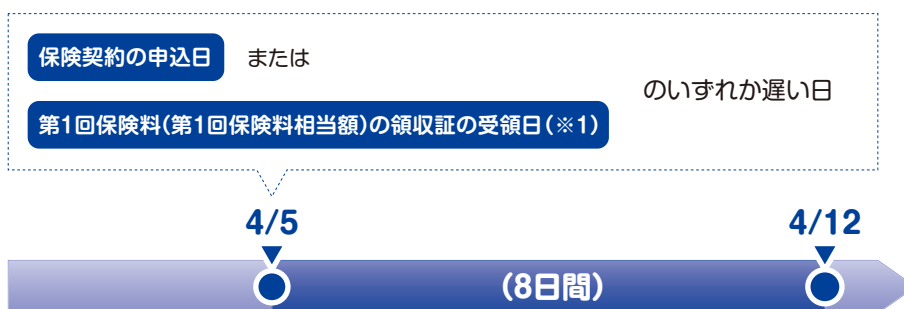 保険契約の申込日 または
のいずれか遅い日
第1回保険料(第1回保険料相当額)の領収証の受領日(※1)
4/5 4/12
(8日間)